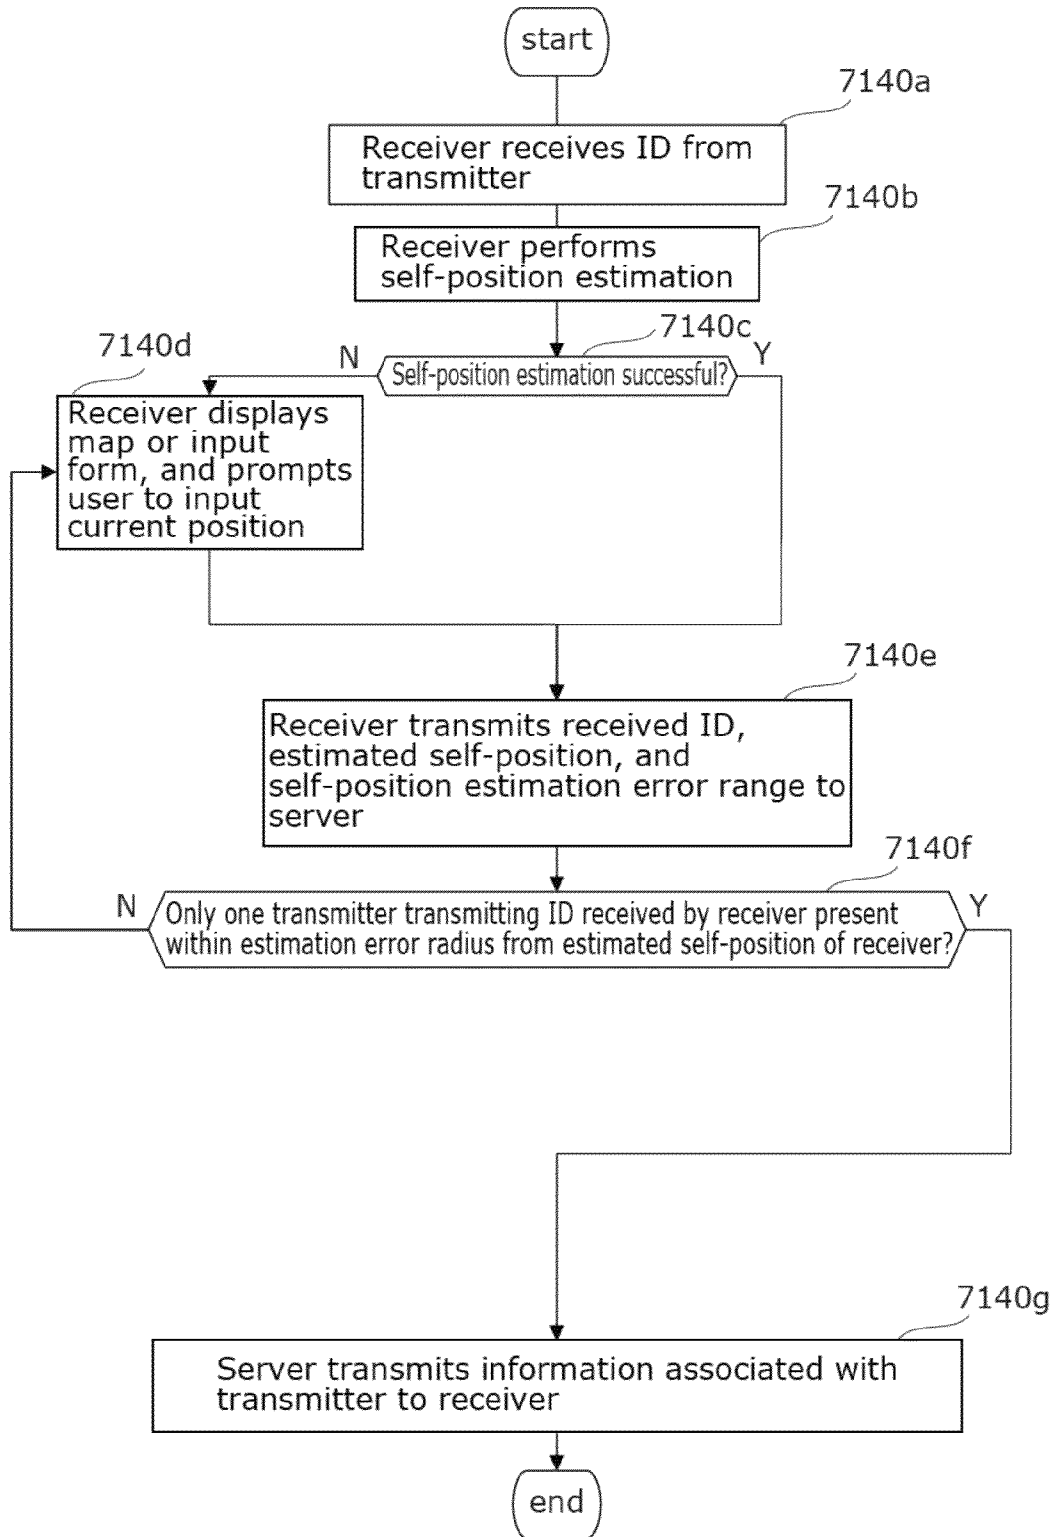 start
7140a
Receiver receives ID from
transmitter
7140b
Receiver performs
self-position estimation
7140c
7140d
N
Y
Self-position estimation successful?
Receiver displays
map or input
form, and prompts
user to input
current position
7140e
Receiver transmits received ID,
estimated self-position, and
self-position estimation error range to
server
7140f
N
Y
Only one transmitter transmitting ID received by receiver present
within estimation error radius from estimated self-position of receiver?
7140g
Server transmits information associated with
transmitter to receiver
end